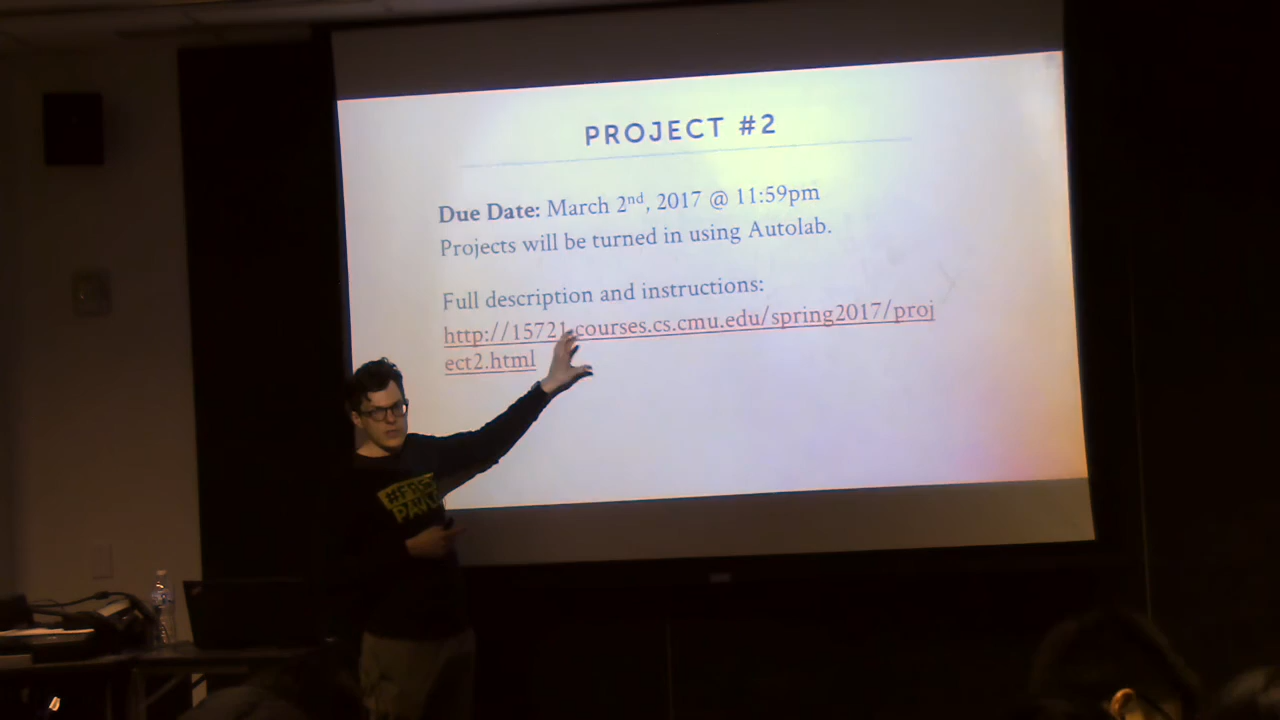 PROJECT #2
Due Date: March 2nd, 2017 @ 11:59pm
Projects will be turned in using Autolab.
Full description and instructions:
http://15721.courses.cs.cmu.edu/spring2017/proj
ect2.html